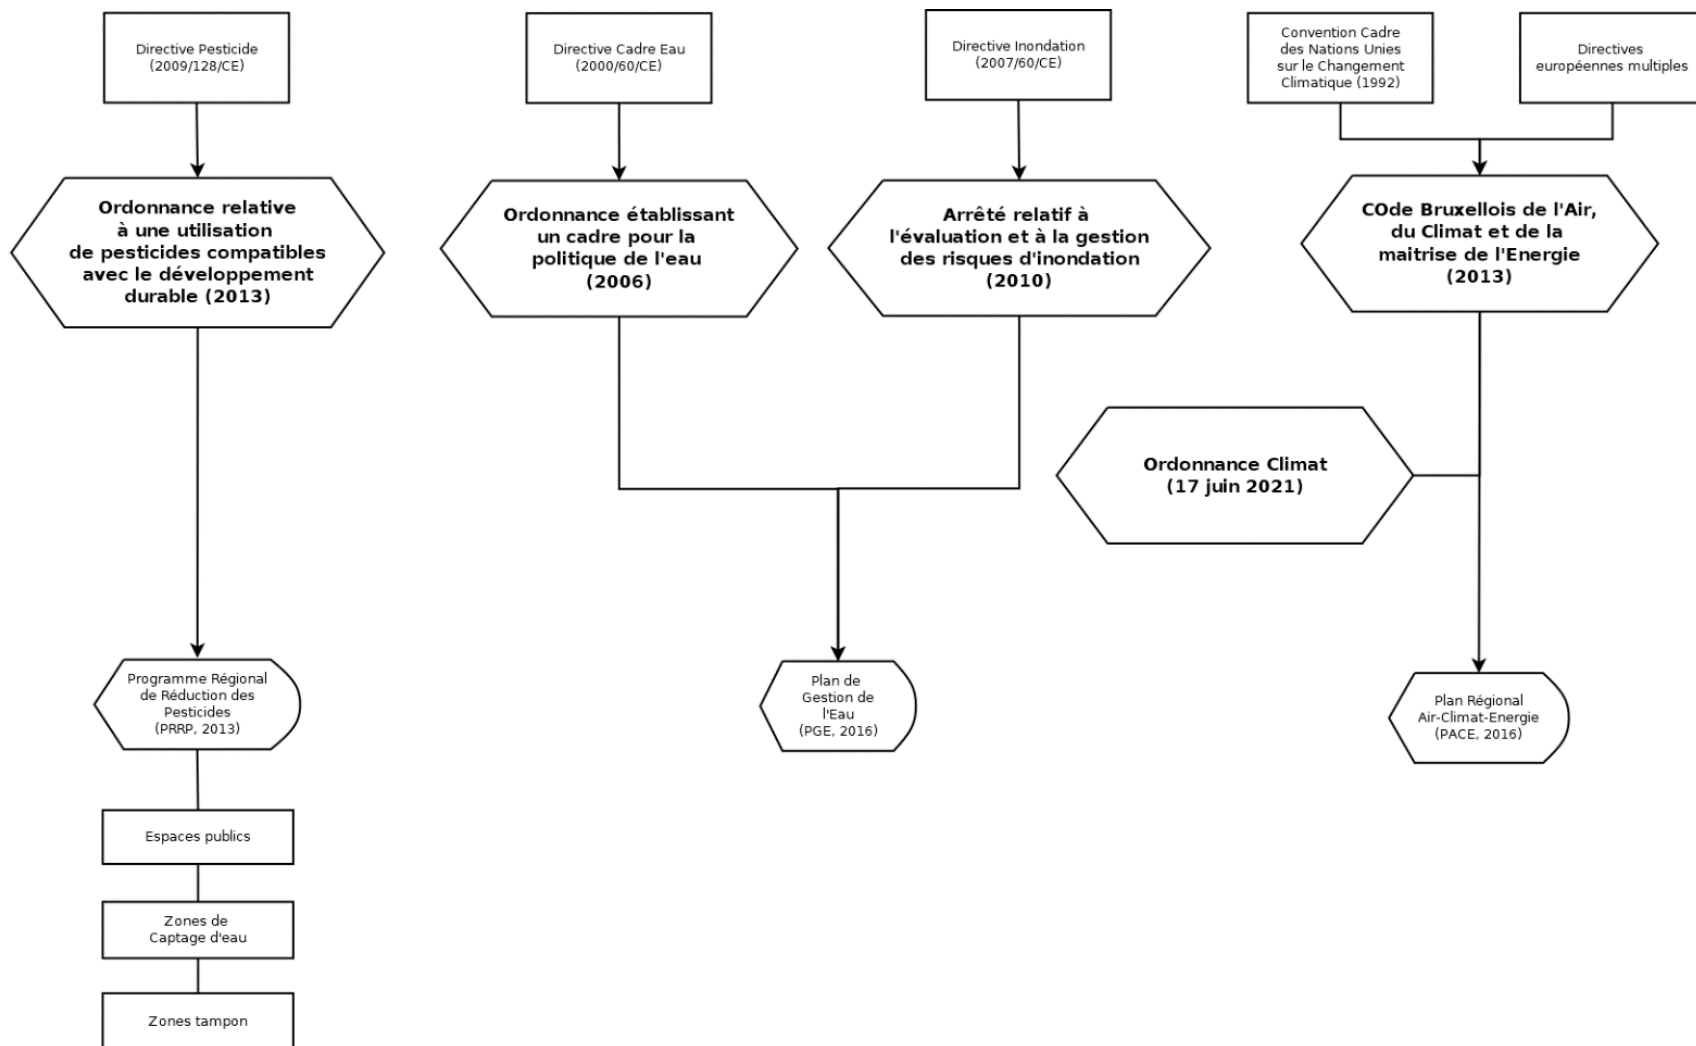 Directive Pesticide
(2009/128/CE)
Directive Cadre Eau
(2000/60/CE)
Directive Inondation
(2007/60/CE)
Convention Cadre
des Nations Unies
sur le Changement
Climatique (1992)
Directives
européennes multiples
Ordonnance relative
à une utilisation
de pesticides compatibles
avec le développement
durable (2013)
Ordonnance établissant
un cadre pour la
politique de l'eau
(2006)
Arrêté relatif à
l'évaluation et à la gestion
des risques d'inondation
(2010)
COde Bruxellois de l'Air,
du Climat et de la
maitrise de l'Energie
(2013)
Ordonnance Climat
(17 juin 2021)
Programme Régional
de Réduction des
Pesticides
(PRRP, 2013)
Plan de
Gestion de
l'Eau
(PGE, 2016)
Plan Régional
Air-Climat-Energie
(PACE, 2016)
Espaces publics
Zones de
Captage d'eau
Zones tampon